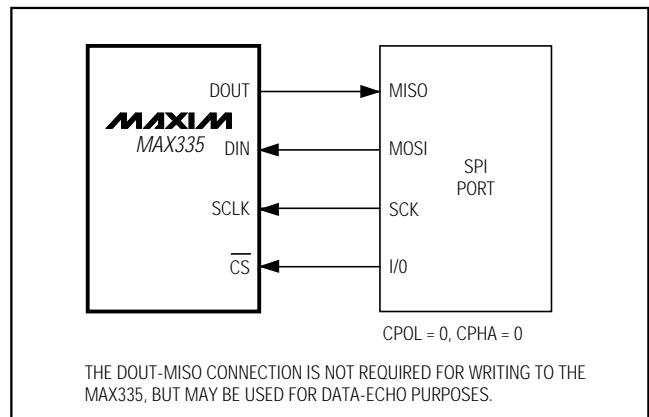 DOUT MISO
MAXIM
MAX335
DIN MOSI
SPI
PORT
SCLK SCK
CS I/0
CPOL = 0, CPHA = 0
THE DOUT-MISO CONNECTION IS NOT REQUIRED FOR WRITING TO THE
MAX335, BUT MAY BE USED FOR DATA-ECHO PURPOSES.